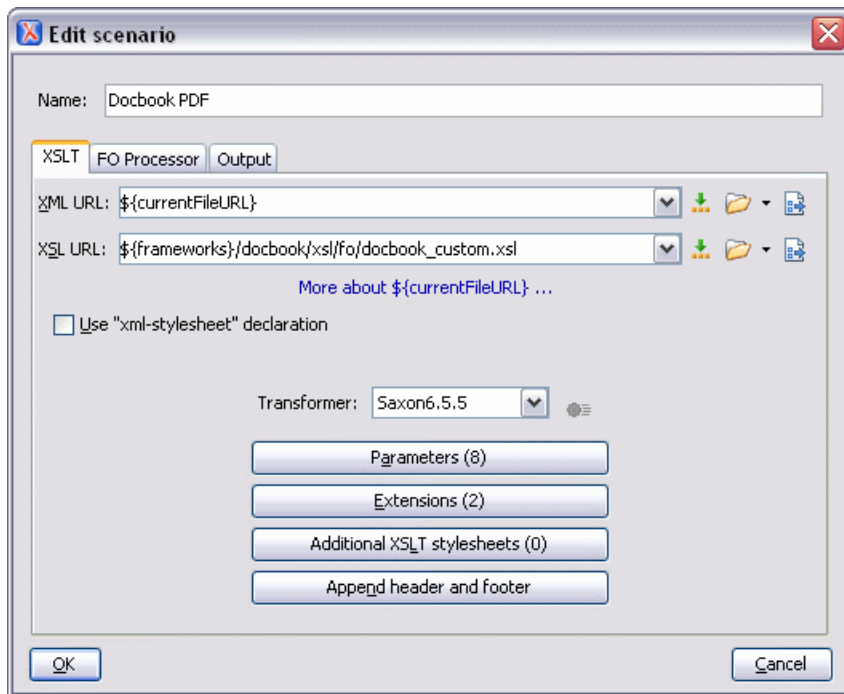 Edit scenario
Name: Docbook PDF
XSLT FO Processor Output
XML URL: ${currentFileURL}
XSL URL: ${frameworks}/docbook/xsl/fo/docbook_custom.xsl
More about ${currentFileURL} ...
Use "xml-stylesheet" declaration
Transformer: Saxon6.5.5
Parameters (8)
Extensions (2)
Additional XSLT stylesheets (0)
Append header and footer
OK Cancel